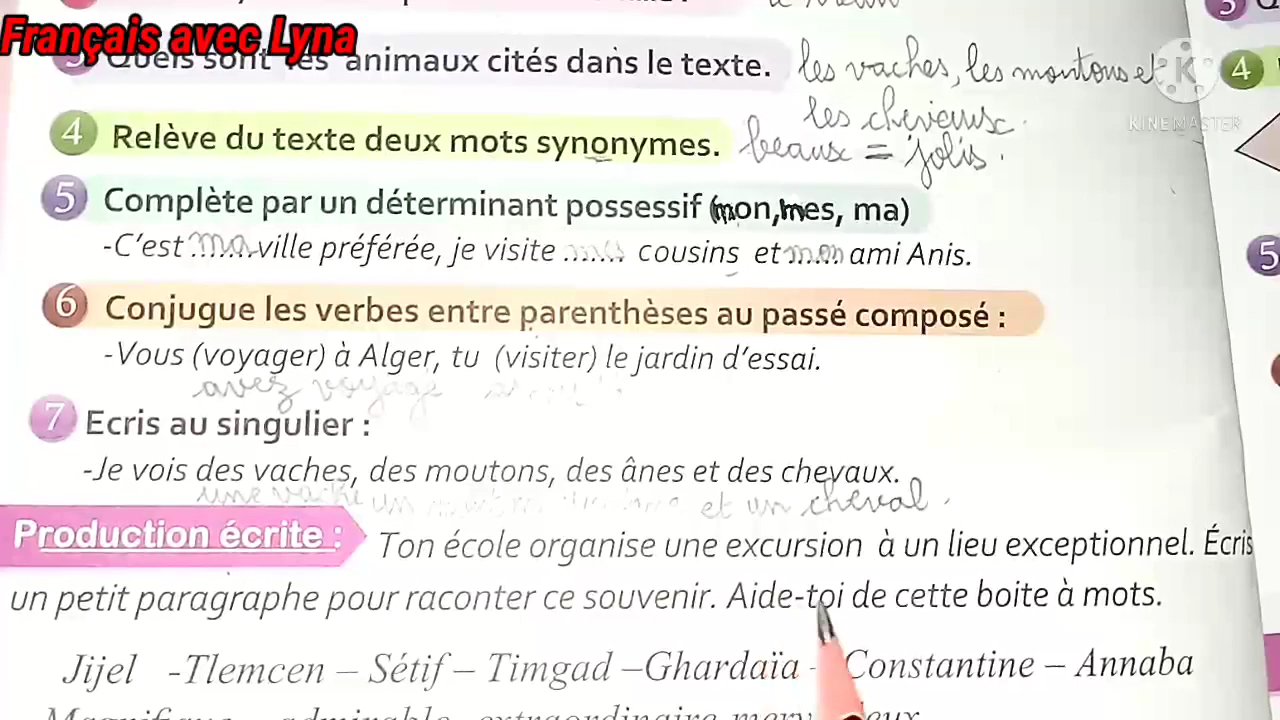 Français avec Lyna
3 Quels sont les animaux cités dans le texte. les vaches, les moutons et
les chevaux.
KINEMASTER
4 Relève du texte deux mots synonymes. beaux = jolis.
5 Complète par un déterminant possessif (mon, mes, ma)
-C'est ma ville préférée, je visite mes cousins et mon ami Anis.
6 Conjugue les verbes entre parenthèses au passé composé :
-Vous (voyager) à Alger, tu (visiter) le jardin d'essai.
avez voyagé
7 Ecris au singulier :
-Je vois des vaches, des moutons, des ânes et des chevaux.
une vache un et un cheval.
Production écrite : Ton école organise une excursion à un lieu exceptionnel. Écris
un petit paragraphe pour raconter ce souvenir. Aide-toi de cette boite à mots.
Jijel -Tlemcen – Sétif – Timgad –Ghardaïa - Constantine – Annaba
extraordinaire